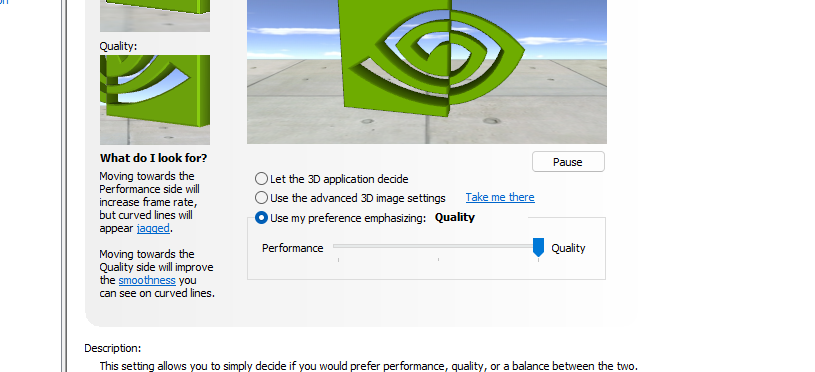 Quality:
What do I look for?
Moving towards the
Performance side will
increase frame rate,
but curved lines will
appear jagged.
Moving towards the
Quality side will improve
the smoothness you
can see on curved lines.
Pause
Let the 3D application decide
Use the advanced 3D image settings Take me there
Use my preference emphasizing: Quality
Performance Quality
Description:
This setting allows you to simply decide if you would prefer performance, quality, or a balance between the two.